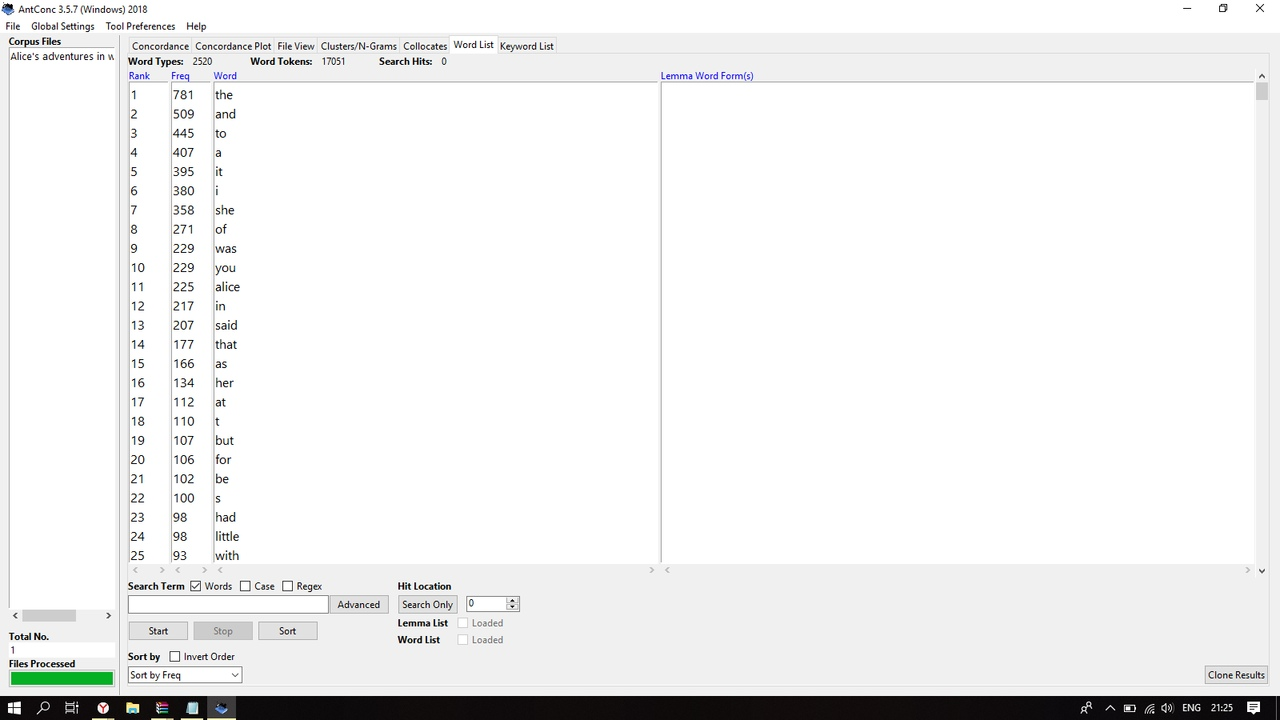 AntConc 3.5.7 (Windows) 2018
File Global Settings Tool Preferences Help
Corpus Files
Alice's adventures in w
Concordance Concordance Plot File View Clusters/N-Grams Collocates Word List Keyword List
Word Types: 2520 Word Tokens: 17051 Search Hits: 0
Rank Freq Word Lemma Word Form(s)
1 781 the
2 509 and
3 445 to
4 407 a
5 395 it
6 380 i
7 358 she
8 271 of
9 229 was
10 229 you
11 225 alice
12 217 in
13 207 said
14 177 that
15 166 as
16 134 her
17 112 at
18 110 t
19 107 but
20 106 for
21 102 be
22 100 s
23 98 had
24 98 little
25 93 with
Search Term Words Case Regex Hit Location
Advanced Search Only 0
Total No.
1
Files Processed
Start Stop Sort
Lemma List Loaded
Word List Loaded
Sort by Invert Order
Sort by Freq
Clone Results
ENG 21:25